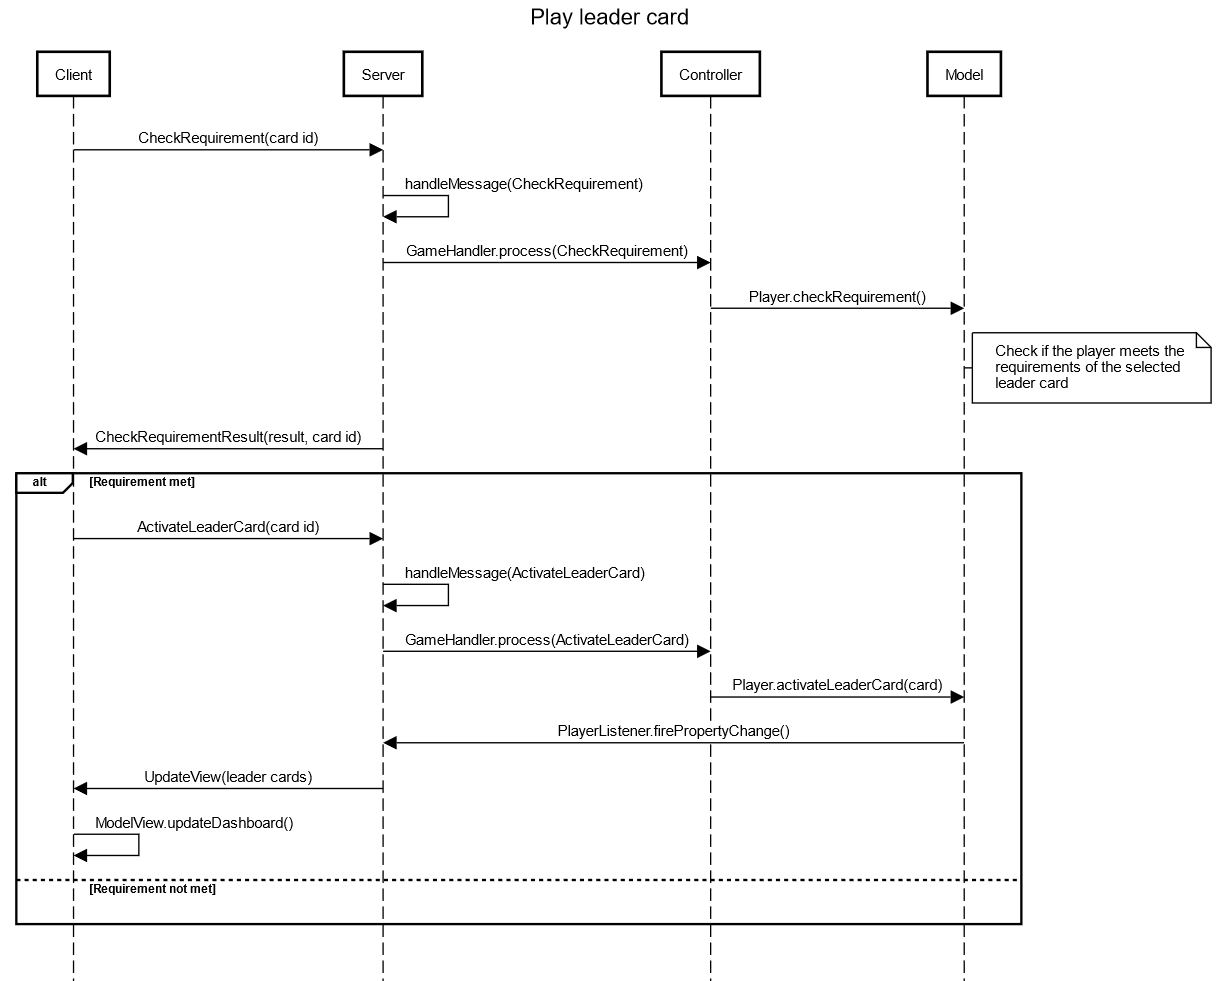 Play leader card
Client
Server
Controller
Model
CheckRequirement(card id)
handleMessage(CheckRequirement)
GameHandler.process(CheckRequirement)
Player.checkRequirement()
Check if the player meets the
requirements of the selected
leader card
CheckRequirementResult(result, card id)
alt
[Requirement met]
ActivateLeaderCard(card id)
handleMessage(ActivateLeaderCard)
GameHandler.process(ActivateLeaderCard)
Player.activateLeaderCard(card)
PlayerListener.firePropertyChange()
UpdateView(leader cards)
ModelView.updateDashboard()
[Requirement not met]